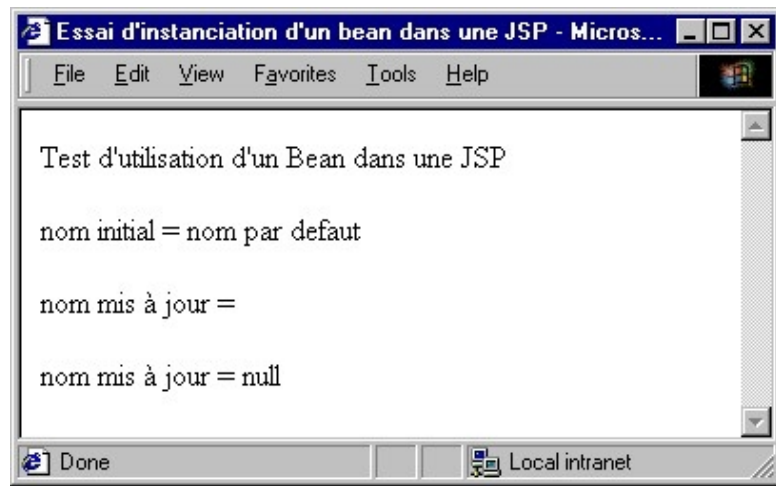 Essai d'instanciation d'un bean dans une JSP - Micros...
File Edit View Favorites Tools Help
Test d'utilisation d'un Bean dans une JSP
nom initial = nom par defaut
nom mis à jour =
nom mis à jour = null
Done Local intranet